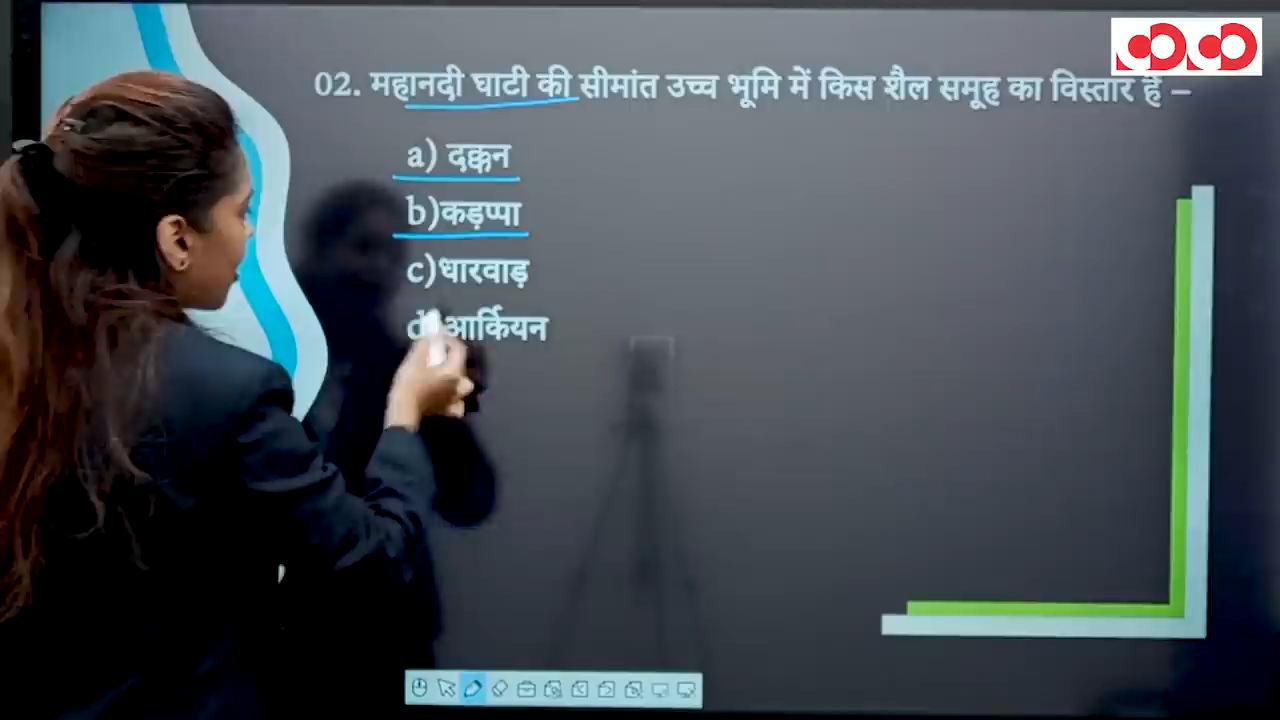 02. महानदी घाटी की सीमांत उच्च भूमि में किस शैल समूह का विस्तार है –
a) दक्कन
b)कड़प्पा
c)धारवाड़
d) आर्कियन